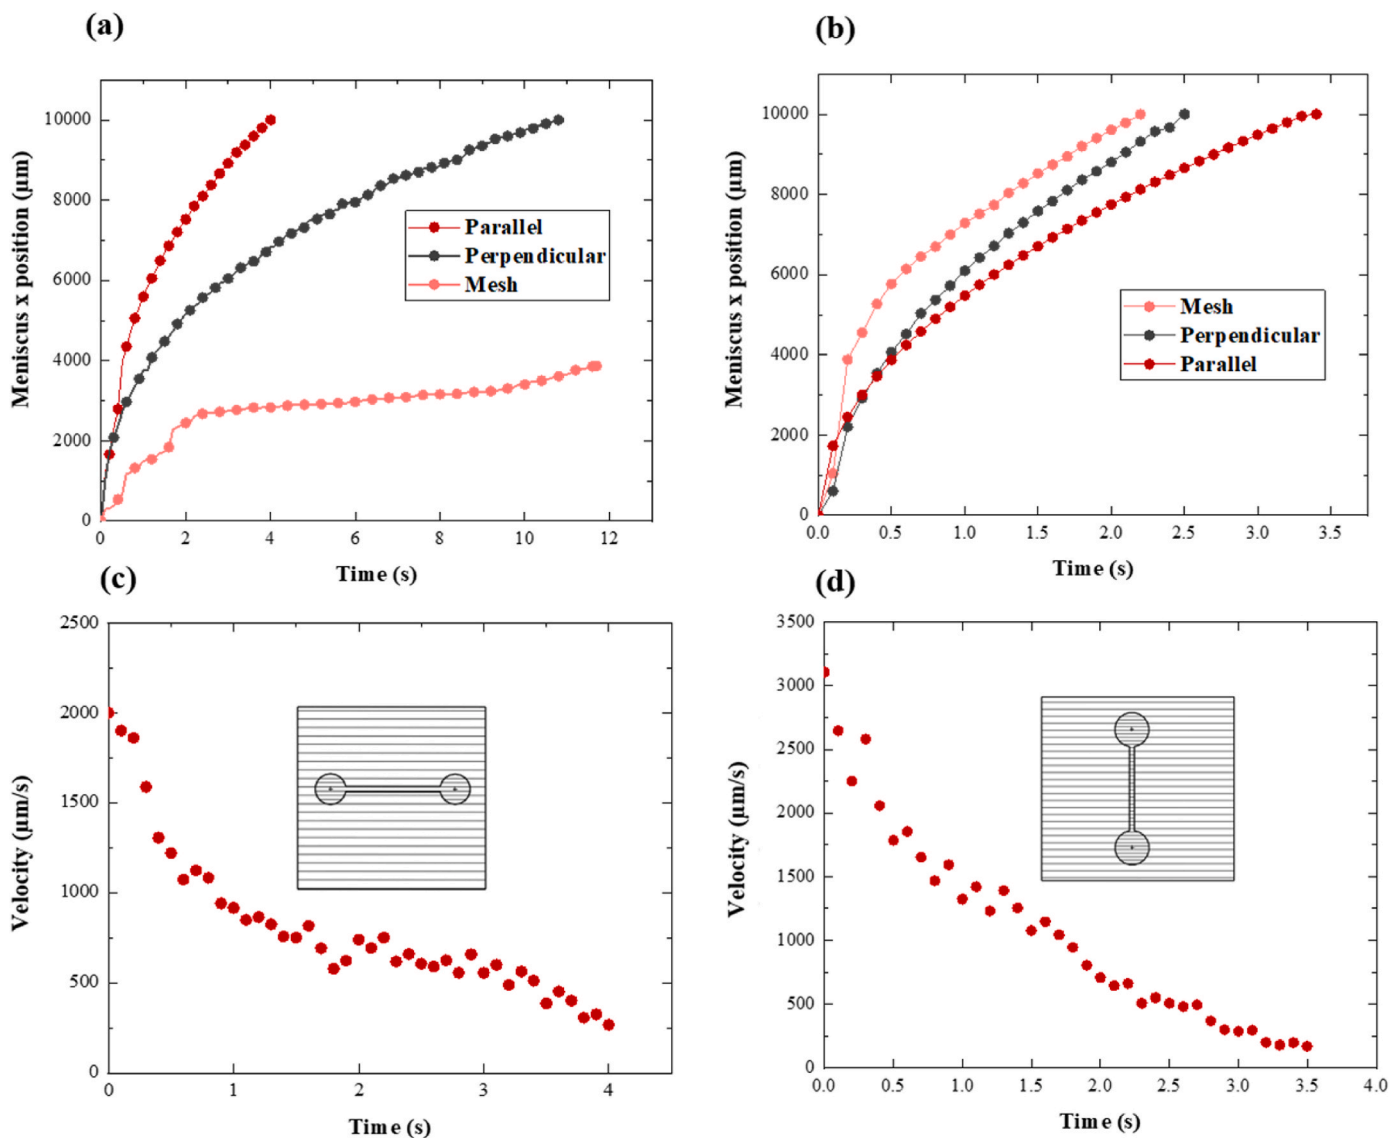 (a)
10000
8000
6000
4000
2000
0
Meniscus x position (μm)
Parallel
Perpendicular
Mesh
0 2 4 6 8 10 12
Time (s)
(b)
10000
8000
6000
4000
2000
0
Meniscus x position (μm)
Mesh
Perpendicular
Parallel
0.0 0.5 1.0 1.5 2.0 2.5 3.0 3.5
Time (s)
(c)
2500
2000
1500
1000
500
0
Velocity (μm/s)
0 1 2 3 4
Time (s)
(d)
3500
3000
2500
2000
1500
1000
500
0
Velocity (μm/s)
0.0 0.5 1.0 1.5 2.0 2.5 3.0 3.5 4.0
Time (s)